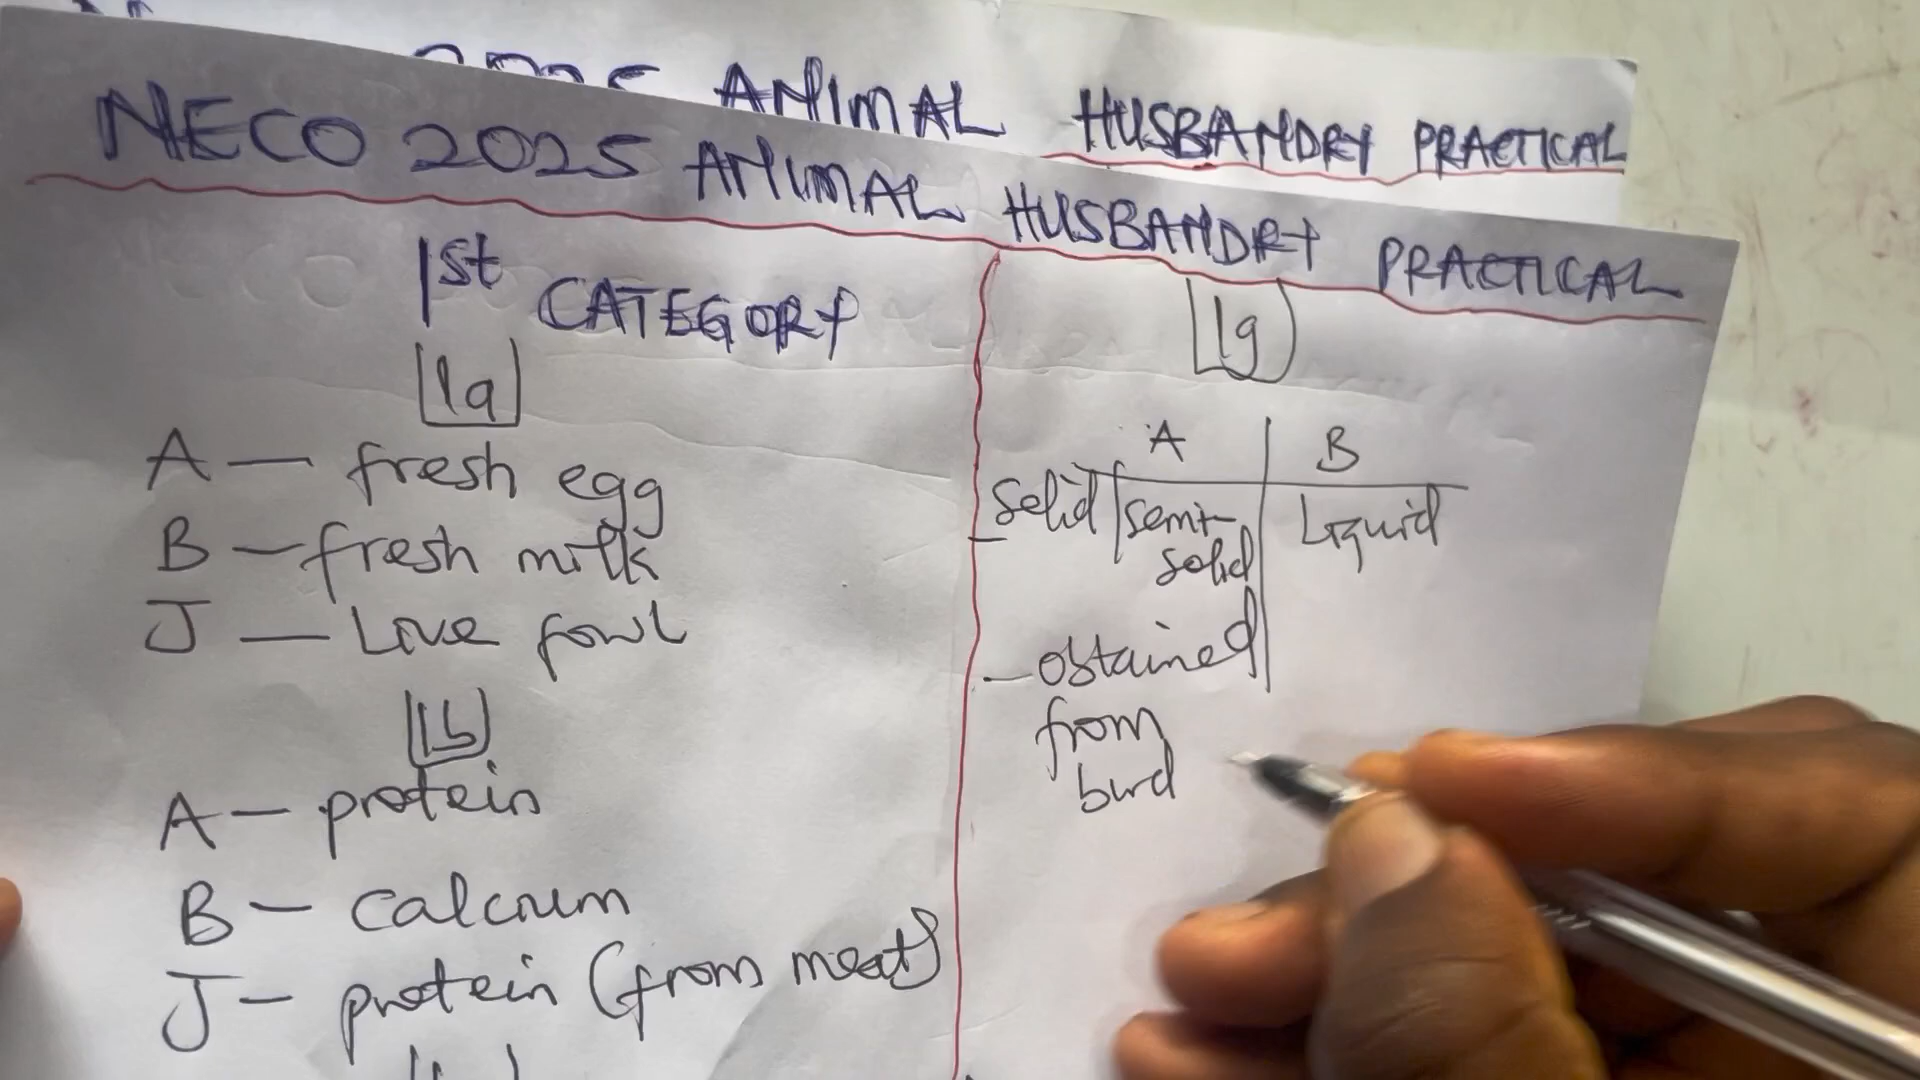 2025 ANIMAL HUSBANDRY PRACTICAL
NECO 2025 ANIMAL HUSBANDRY PRACTICAL
1st CATEGORY
1a
A — fresh egg
B — fresh milk
J — Live fowl
1b
A — protein
B — calcium
J — protein (from meat)
1g
A B
– solid semi-solid Liquid
– obtained
from
bird